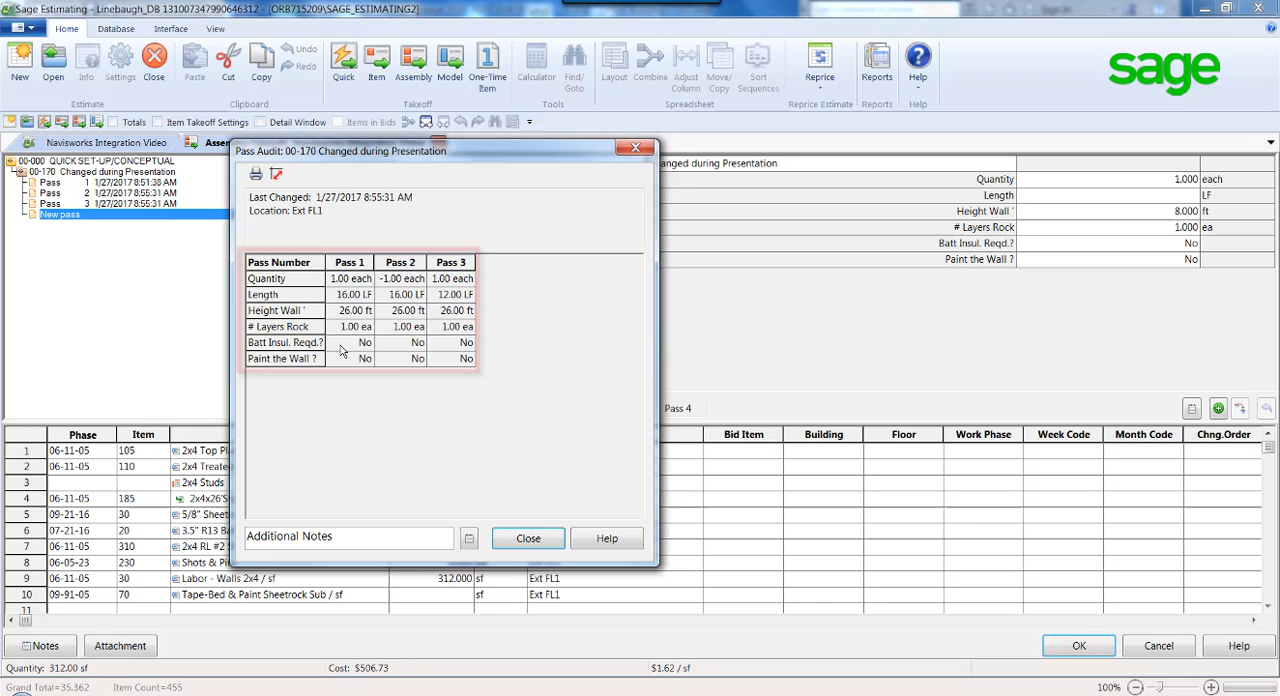 Sage Estimating - Linebaugh_DB 131007347990646312 - [ORB715209\SAGE_ESTIMATING2]
Home Database Interface View
New Open Info Settings Close Paste Cut Copy Undo Redo Quick Item Assembly Model One-Time Item Calculator Find/ Goto Layout Combine Adjust Column Move/ Copy Sort Sequences Reprice Reports Help
sage
Estimate Clipboard Takeoff Tools Spreadsheet Reprice Estimate Reports Help
Totals Item Takeoff Settings Detail Window Items in Bids
Navisworks Integration Video
00-000 QUICK SET-UP/CONCEPTUAL
00-170 Changed during Presentation
Pass 1 1/27/2017 8:51:38 AM
Pass 2 1/27/2017 8:55:31 AM
Pass 3 1/27/2017 8:55:31 AM
New pass
Pass Audit: 00-170 Changed during Presentation
Last Changed: 1/27/2017 8:55:31 AM
Location: Ext FL1
Pass Number Pass 1 Pass 2 Pass 3
Quantity 1.00 each -1.00 each 1.00 each
Length 16.00 LF 16.00 LF 12.00 LF
Height Wall ' 26.00 ft 26.00 ft 26.00 ft
# Layers Rock 1.00 ea 1.00 ea 1.00 ea
Batt Insul. Reqd.? No No No
Paint the Wall ? No No No
Additional Notes Close Help
during Presentation
Quantity 1.000 each
Length LF
Height Wall ' 8.000 ft
# Layers Rock 1.000 ea
Batt Insul. Reqd.? No
Paint the Wall ? No
Pass 4
Phase Item Bid Item Building Floor Work Phase Week Code Month Code Chng.Order
1 06-11-05 105 2x4 Top
2 06-11-05 110 2x4
3 2x4 Studs
4 06-11-05 185 2x4x26'
5 09-21-16 30 5/8"
6 07-21-16 20 3.5" R13
7 06-11-05 310 2x4 RL #2
8 06-05-23 230 Shots &
9 06-11-05 30 Labor - Walls 2x4 / sf 312.000 sf Ext FL1
10 09-91-05 70 Tape-Bed & Paint Sheetrock Sub / sf sf Ext FL1
11
Notes Attachment OK Cancel Help
Quantity: 312.00 sf Cost: $506.73 $1.62 / sf
Grand Total=35.362 Item Count=455 100%